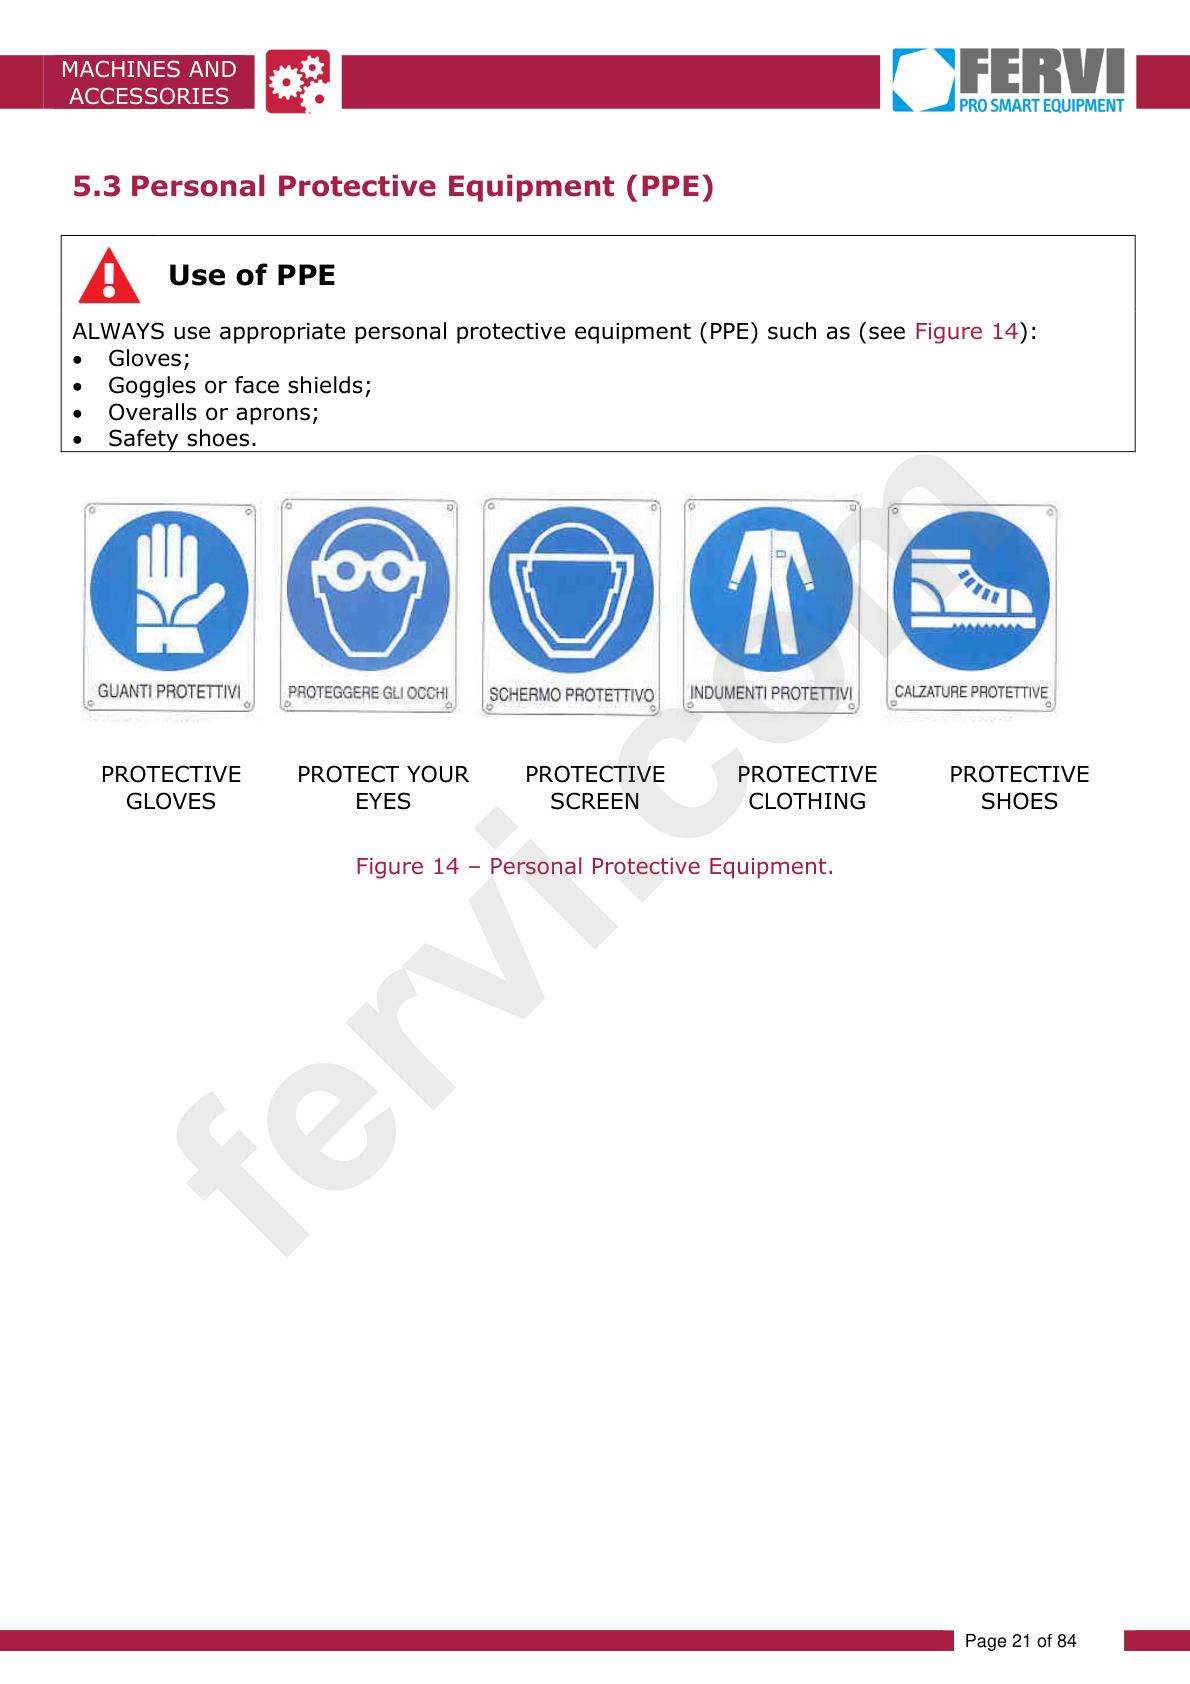 MACHINES AND
ACCESSORIES
FERVI
PRO SMART EQUIPMENT
5.3 Personal Protective Equipment (PPE)
Use of PPE
ALWAYS use appropriate personal protective equipment (PPE) such as (see Figure 14):
• Gloves;
• Goggles or face shields;
• Overalls or aprons;
• Safety shoes.
GUANTI PROTETTIVI
PROTEGGERE GLI OCCHI
SCHERMO PROTETTIVO
INDUMENTI PROTETTIVI
CALZATURE PROTETTIVE
PROTECTIVE GLOVES
PROTECT YOUR EYES
PROTECTIVE SCREEN
PROTECTIVE CLOTHING
PROTECTIVE SHOES
Figure 14 – Personal Protective Equipment.
fervi.com
Page 21 of 84